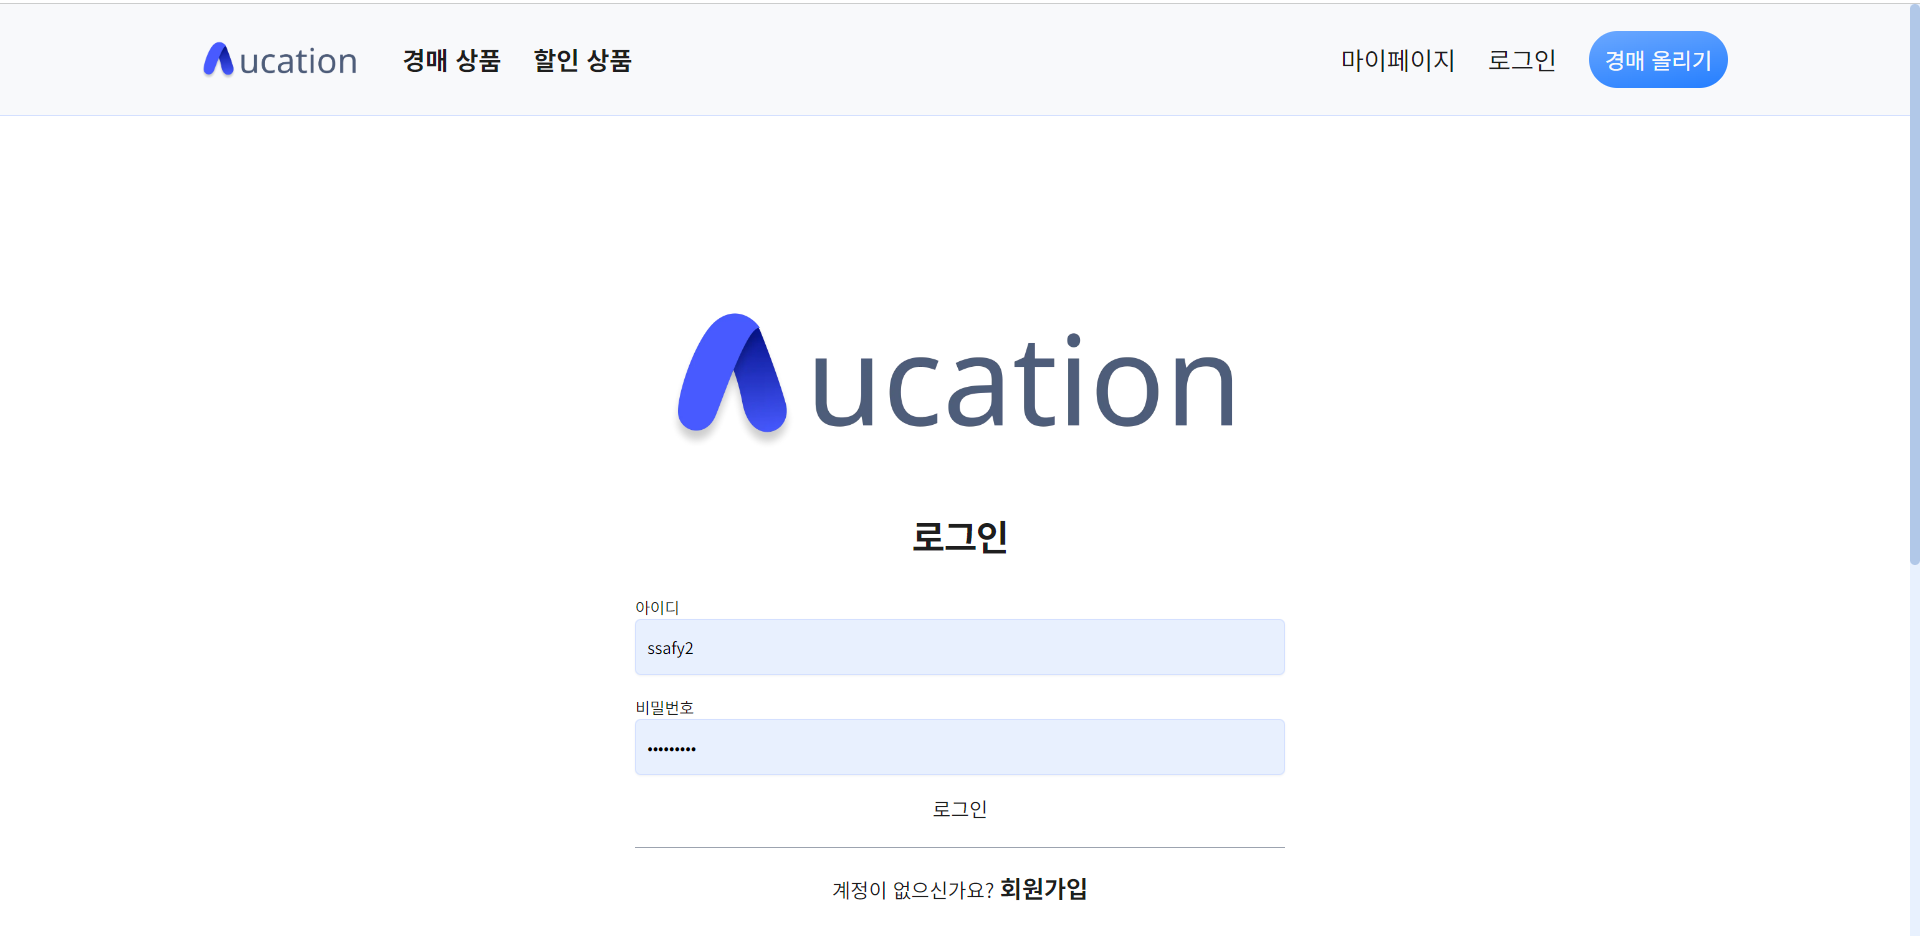 Aucation 경매 상품 할인 상품 마이페이지 로그인 경매 올리기
Aucation
로그인
아이디
ssafy2
비밀번호
•••••••••
로그인
계정이 없으신가요? 회원가입